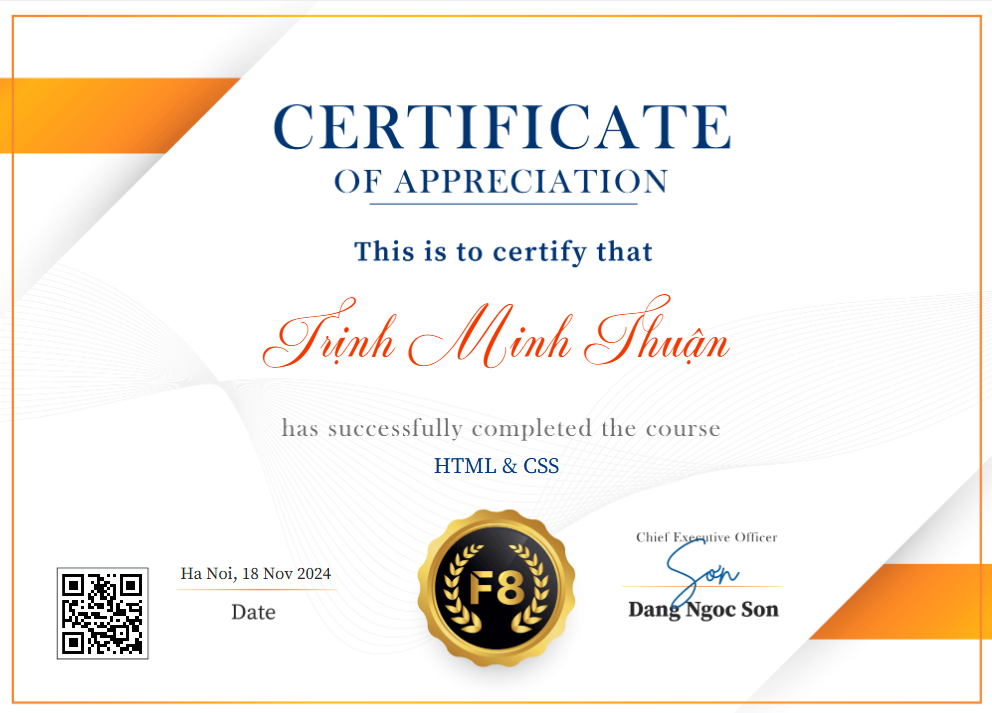 CERTIFICATE
OF APPRECIATION
This is to certify that
Trịnh Minh Thuận
has successfully completed the course
HTML & CSS
F8
Ha Noi, 18 Nov 2024
Date
Chief Executive Officer
Sơn
Dang Ngoc Son